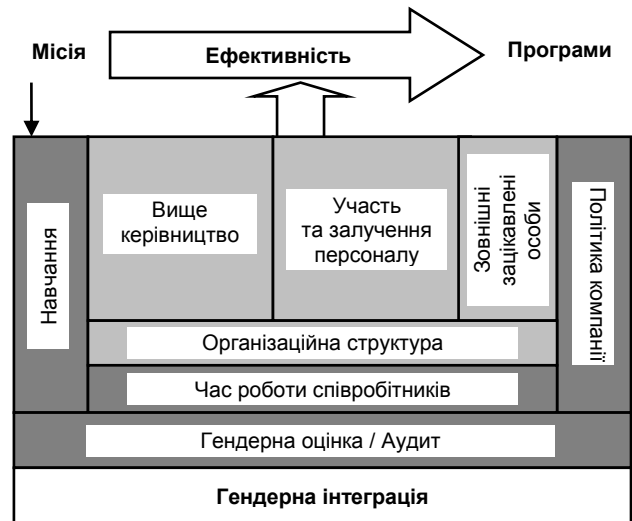 Місія
Ефективність
Програми
Навчання
Вище
керівництво
Участь
та залучення
персоналу
Зовнішні
зацікавлені
особи
Політика компанії
Організаційна структура
Час роботи співробітників
Гендерна оцінка / Аудит
Гендерна інтеграція